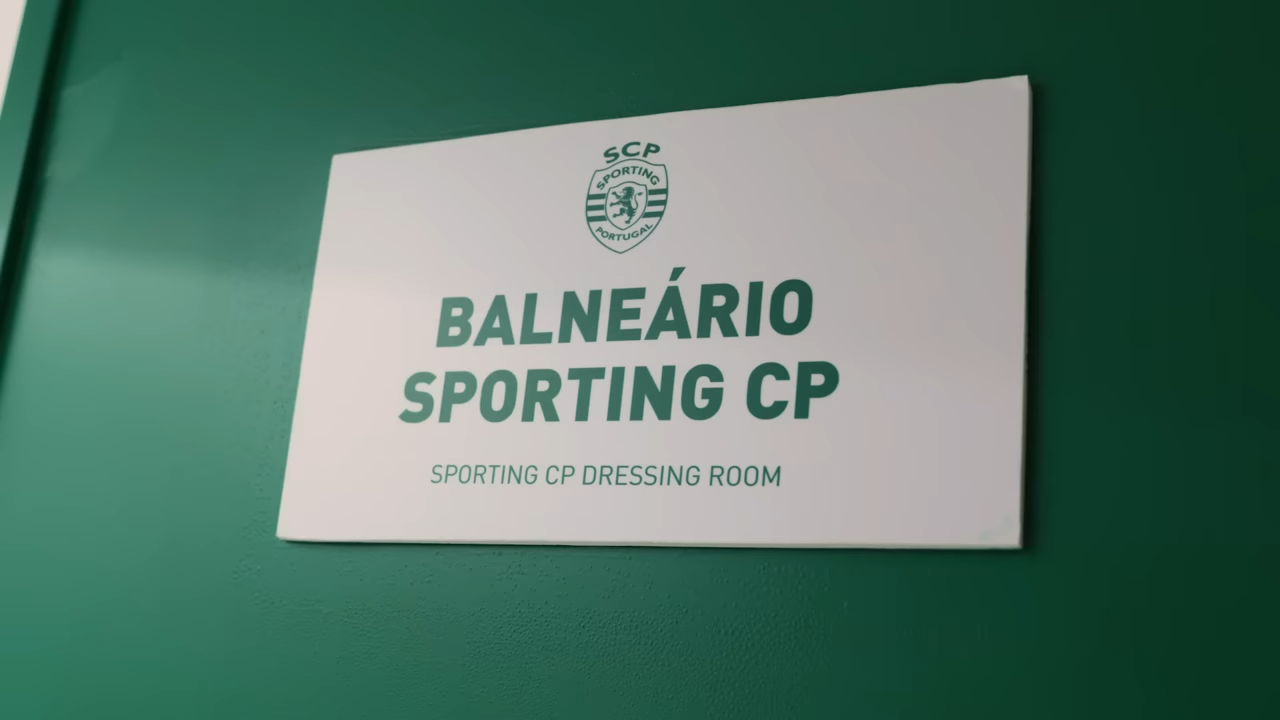 SCP
SPORTING
PORTUGAL
BALNEÁRIO
SPORTING CP
SPORTING CP DRESSING ROOM